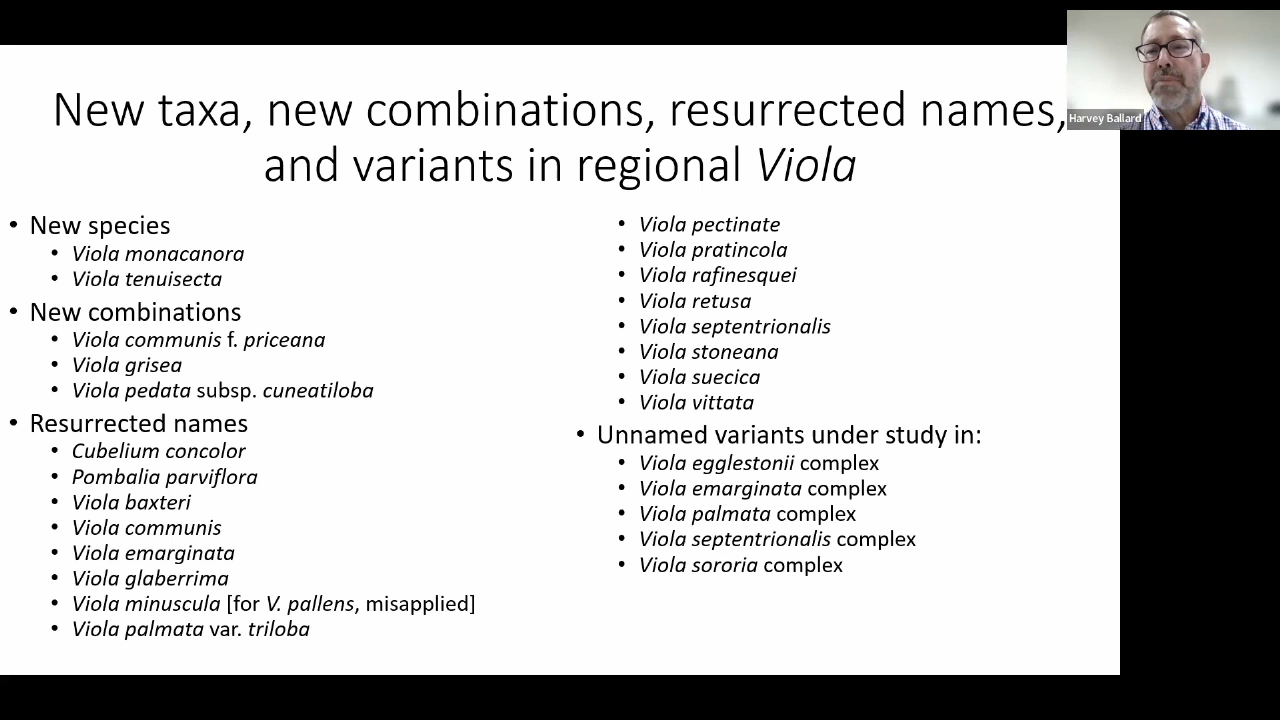 New taxa, new combinations, resurrected names,
and variants in regional Viola
• New species
• Viola monacanora
• Viola tenuisecta
• New combinations
• Viola communis f. priceana
• Viola grisea
• Viola pedata subsp. cuneatiloba
• Resurrected names
• Cubelium concolor
• Pombalia parviflora
• Viola baxteri
• Viola communis
• Viola emarginata
• Viola glaberrima
• Viola minuscula [for V. pallens, misapplied]
• Viola palmata var. triloba
• Viola pectinate
• Viola pratincola
• Viola rafinesquei
• Viola retusa
• Viola septentrionalis
• Viola stoneana
• Viola suecica
• Viola vittata
• Unnamed variants under study in:
• Viola egglestonii complex
• Viola emarginata complex
• Viola palmata complex
• Viola septentrionalis complex
• Viola sororia complex
Harvey Ballard